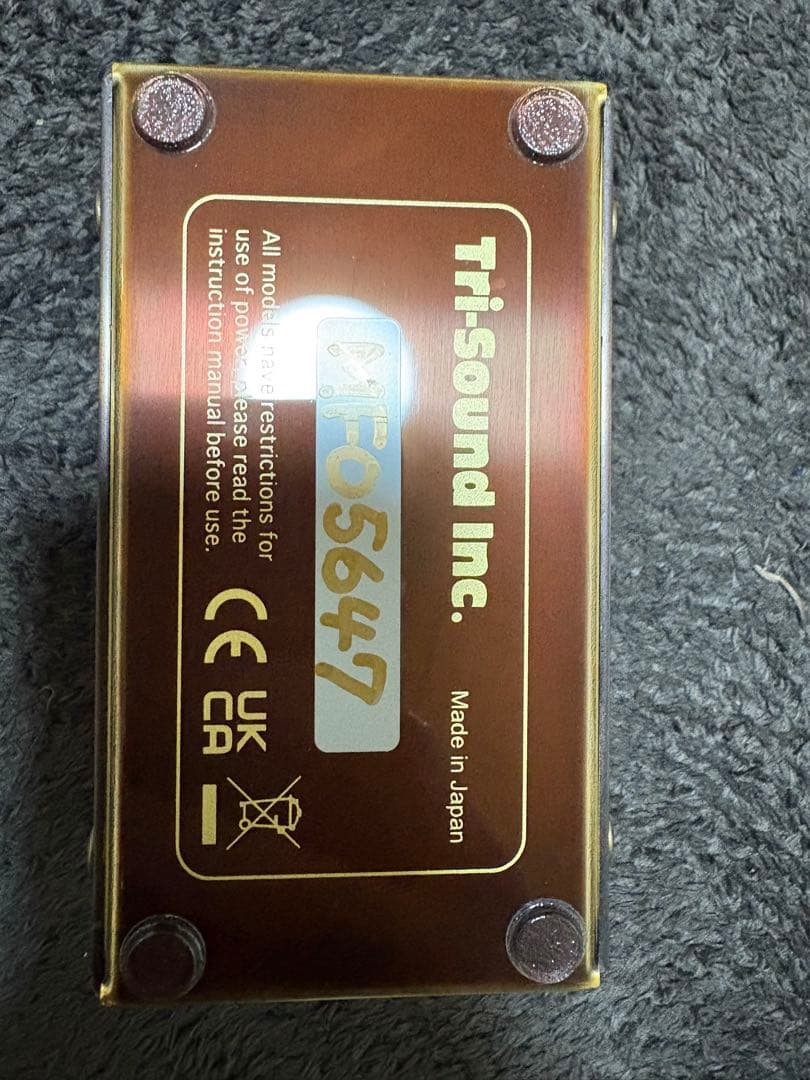 Tri-Sound Inc.
Made in Japan
MF05647
All models have restrictions for
use of power, please read the
instruction manual before use.
CE
UK
CA